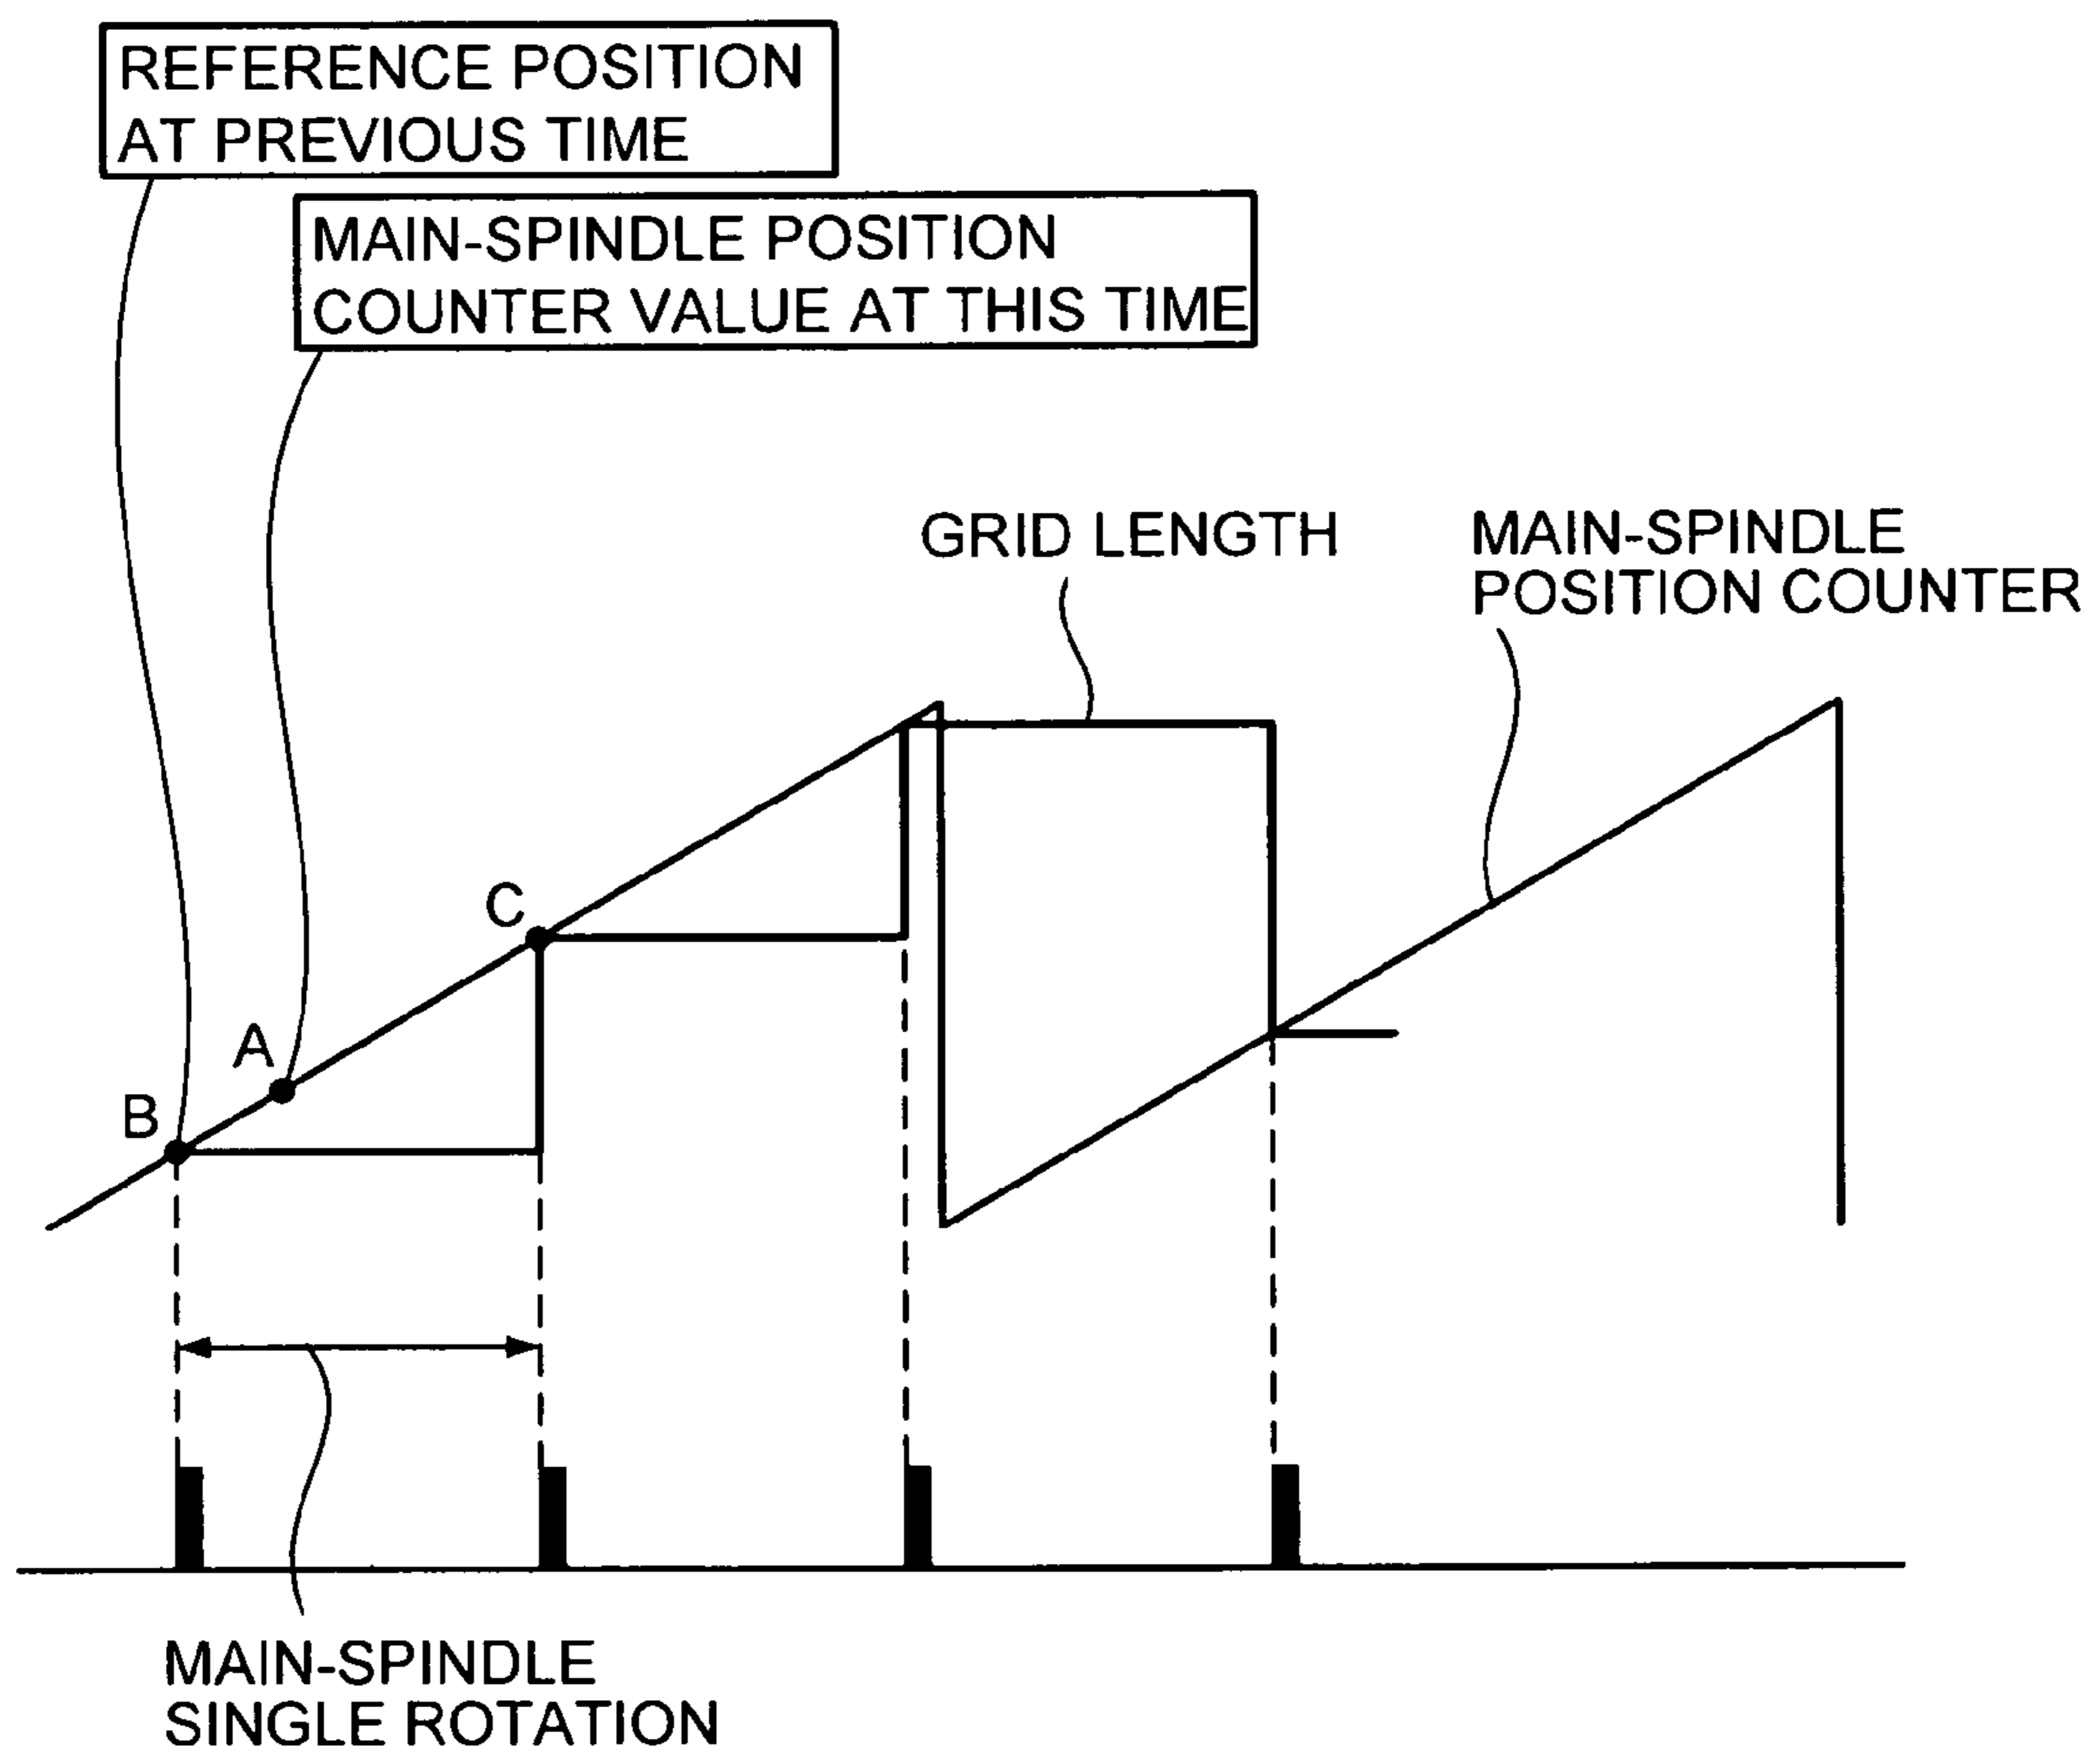 REFERENCE POSITION
AT PREVIOUS TIME
MAIN-SPINDLE POSITION
COUNTER VALUE AT THIS TIME
GRID LENGTH
MAIN-SPINDLE
POSITION COUNTER
C
A
B
MAIN-SPINDLE
SINGLE ROTATION